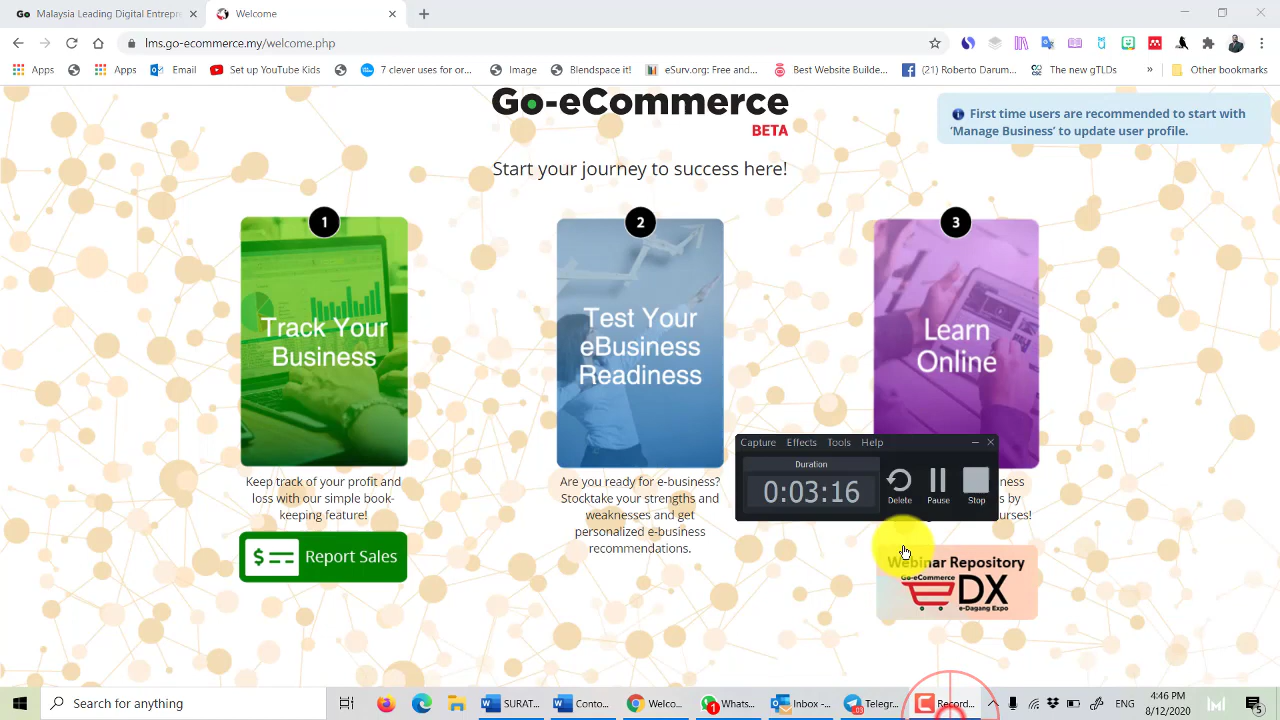 Go Malaysia Leading Digital Entrepr
Welcome
lms.go-ecommerce.my/welcome.php
Apps
Apps
Email
Set up YouTube Kids
7 clever uses for or...
Image
Blendspace it!
eSurv.org: Free and...
Best Website Builde...
(21) Roberto Darum...
The new gTLDs
»
Other bookmarks
Go-eCommerce
BETA
First time users are recommended to start with
‘Manage Business’ to update user profile.
Start your journey to success here!
1
Track Your
Business
Keep track of your profit and
loss with our simple book-
keeping feature!
$ Report Sales
2
Test Your
eBusiness
Readiness
Are you ready for e-business?
Stocktake your strengths and
weaknesses and get
personalized e-business
recommendations.
3
Learn
Online
ness
s by
urses!
Capture Effects Tools Help
Duration
0:03:16
Delete
Pause
Stop
Webinar Repository
Go-eCommerce
DX
e-Dagang Expo
Search for anything
SURAT...
Conto...
Welco...
1
Whats...
Inbox...
83
Telegr...
Record...
ENG
4:46 PM
8/12/2020
5